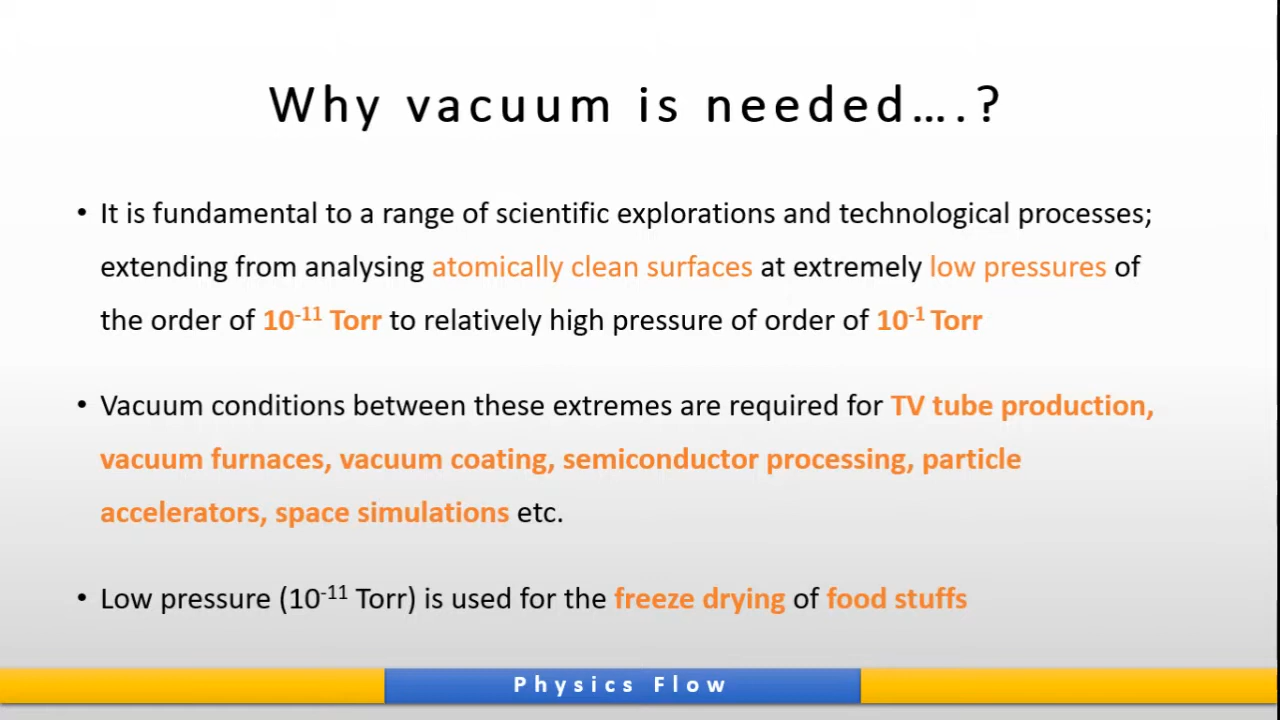 Why vacuum is needed….?
• It is fundamental to a range of scientific explorations and technological processes;
extending from analysing atomically clean surfaces at extremely low pressures of
the order of 10⁻¹¹ Torr to relatively high pressure of order of 10⁻¹ Torr
• Vacuum conditions between these extremes are required for TV tube production,
vacuum furnaces, vacuum coating, semiconductor processing, particle
accelerators, space simulations etc.
• Low pressure (10⁻¹¹ Torr) is used for the freeze drying of food stuffs
Physics Flow